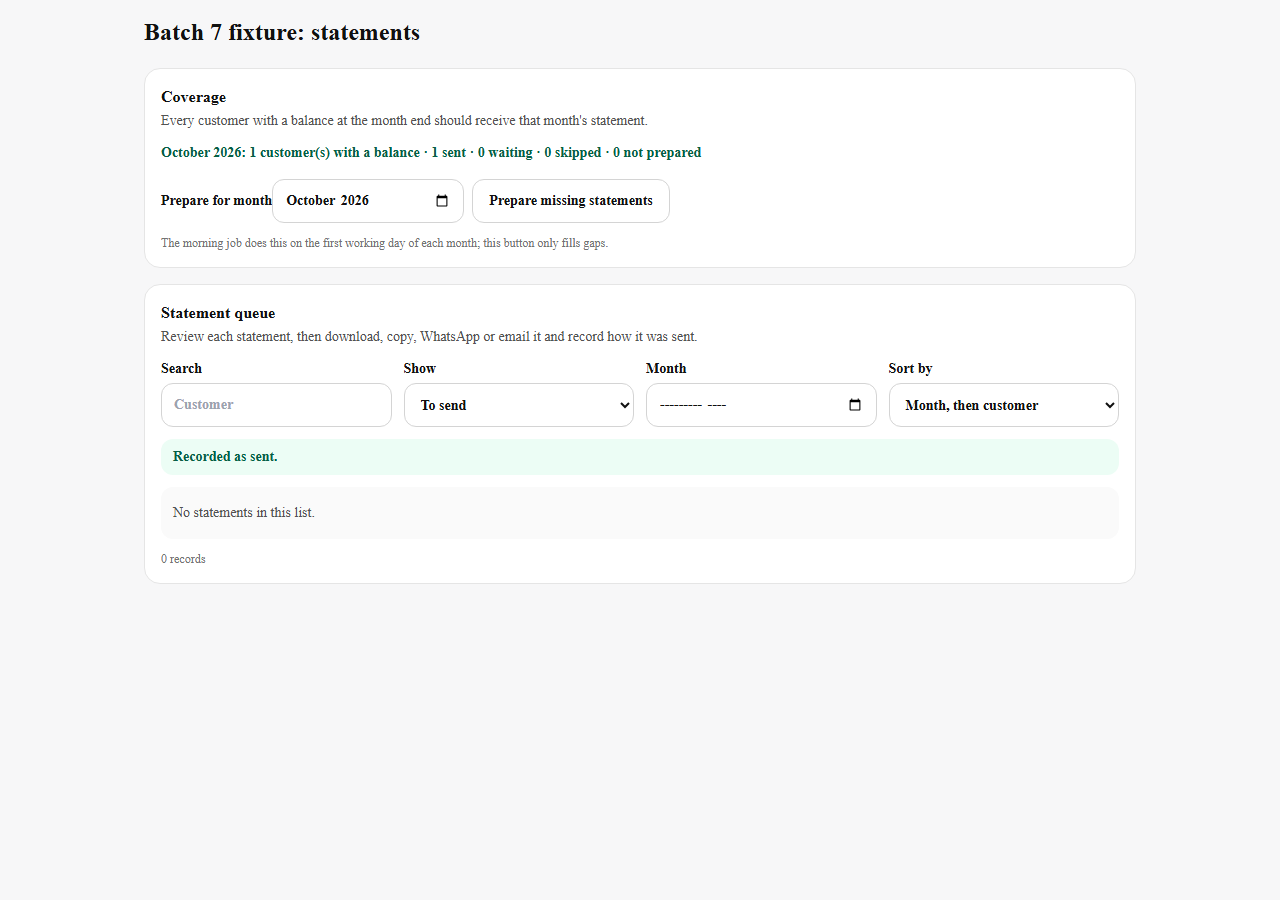 Batch 7 fixture: statements
Coverage
Every customer with a balance at the month end should receive that month's statement.
October 2026: 1 customer(s) with a balance · 1 sent · 0 waiting · 0 skipped · 0 not prepared
Prepare for month October 2026 Prepare missing statements
The morning job does this on the first working day of each month; this button only fills gaps.
Statement queue
Review each statement, then download, copy, WhatsApp or email it and record how it was sent.
Search Show Month Sort by
Customer To send --------- ---- Month, then customer
Recorded as sent.
No statements in this list.
0 records